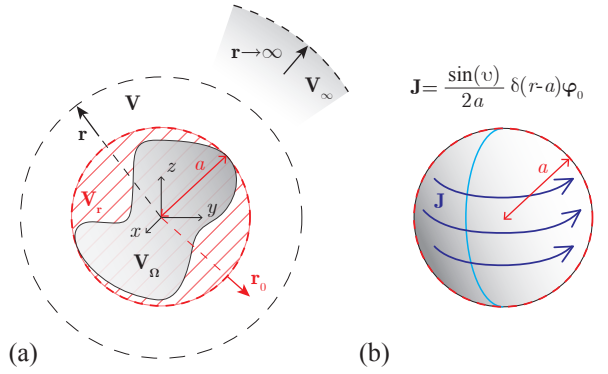 r→∞
V∞
V
r
a
Vr
z
y
x
VΩ
r0
(a)
J= sin(υ)/2a δ(r-a)φ0
a
J
(b)